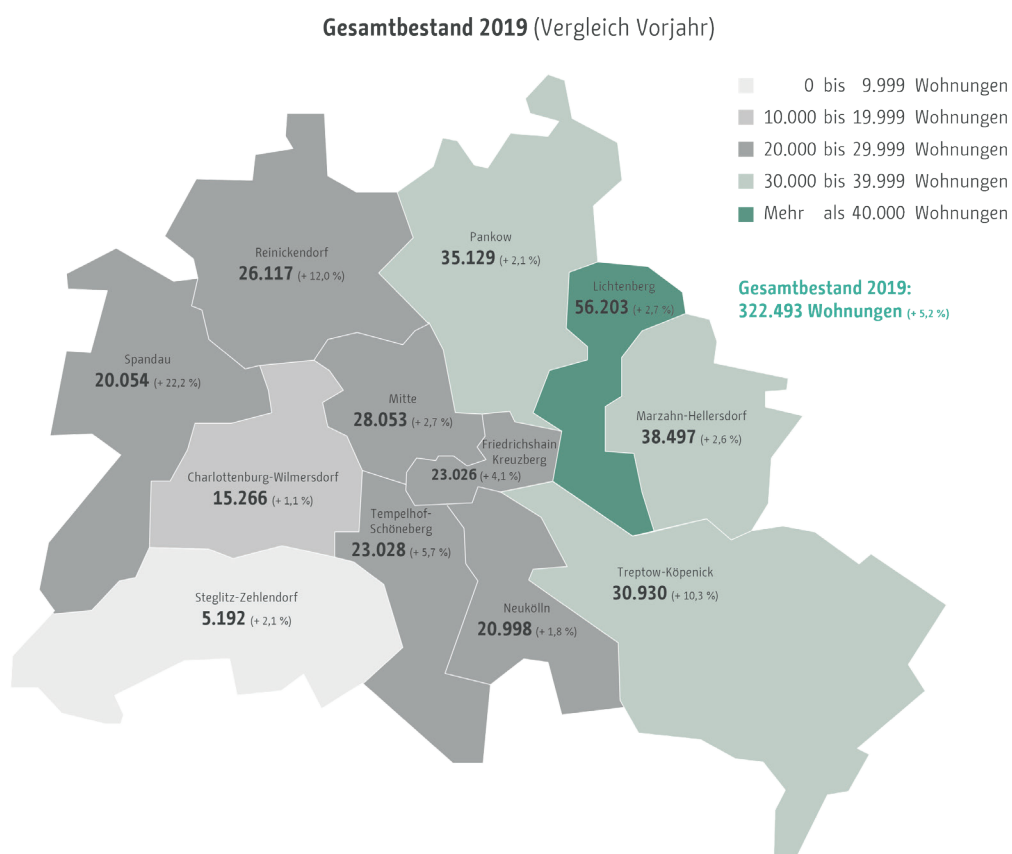 Gesamtbestand 2019 (Vergleich Vorjahr)
0 bis 9.999 Wohnungen
10.000 bis 19.999 Wohnungen
20.000 bis 29.999 Wohnungen
30.000 bis 39.999 Wohnungen
Mehr als 40.000 Wohnungen
Gesamtbestand 2019:
322.493 Wohnungen (+ 5,2 %)
Pankow
35.129 (+ 2,1 %)
Reinickendorf
26.117 (+ 12,0 %)
Lichtenberg
56.203 (+ 2,7 %)
Spandau
20.054 (+ 22,2 %)
Mitte
28.053 (+ 2,7 %)
Marzahn-Hellersdorf
38.497 (+ 2,6 %)
Friedrichshain
Kreuzberg
23.026 (+ 4,1 %)
Charlottenburg-Wilmersdorf
15.266 (+ 1,1 %)
Tempelhof-
Schöneberg
23.028 (+ 5,7 %)
Treptow-Köpenick
30.930 (+ 10,3 %)
Steglitz-Zehlendorf
5.192 (+ 2,1 %)
Neukölln
20.998 (+ 1,8 %)